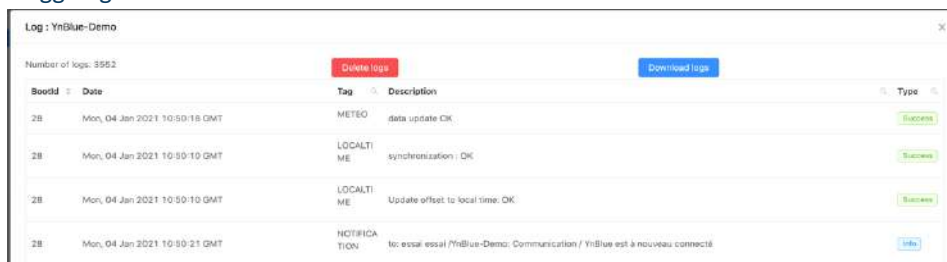 Log : YnBlue-Demo
Number of logs: 3552
Delete logs
Download logs
BootId Date Tag Description Type
28 Mon, 04 Jan 2021 10:50:18 GMT METEO data update OK Success
28 Mon, 04 Jan 2021 10:50:10 GMT LOCALTI
ME synchronization : OK Success
28 Mon, 04 Jan 2021 10:50:10 GMT LOCALTI
ME Update offset to local time: OK Success
28 Mon, 04 Jan 2021 10:50:21 GMT NOTIFICA
TION to: essai essai /YnBlue-Demo: Communication / YnBlue est à nouveau connecté Info